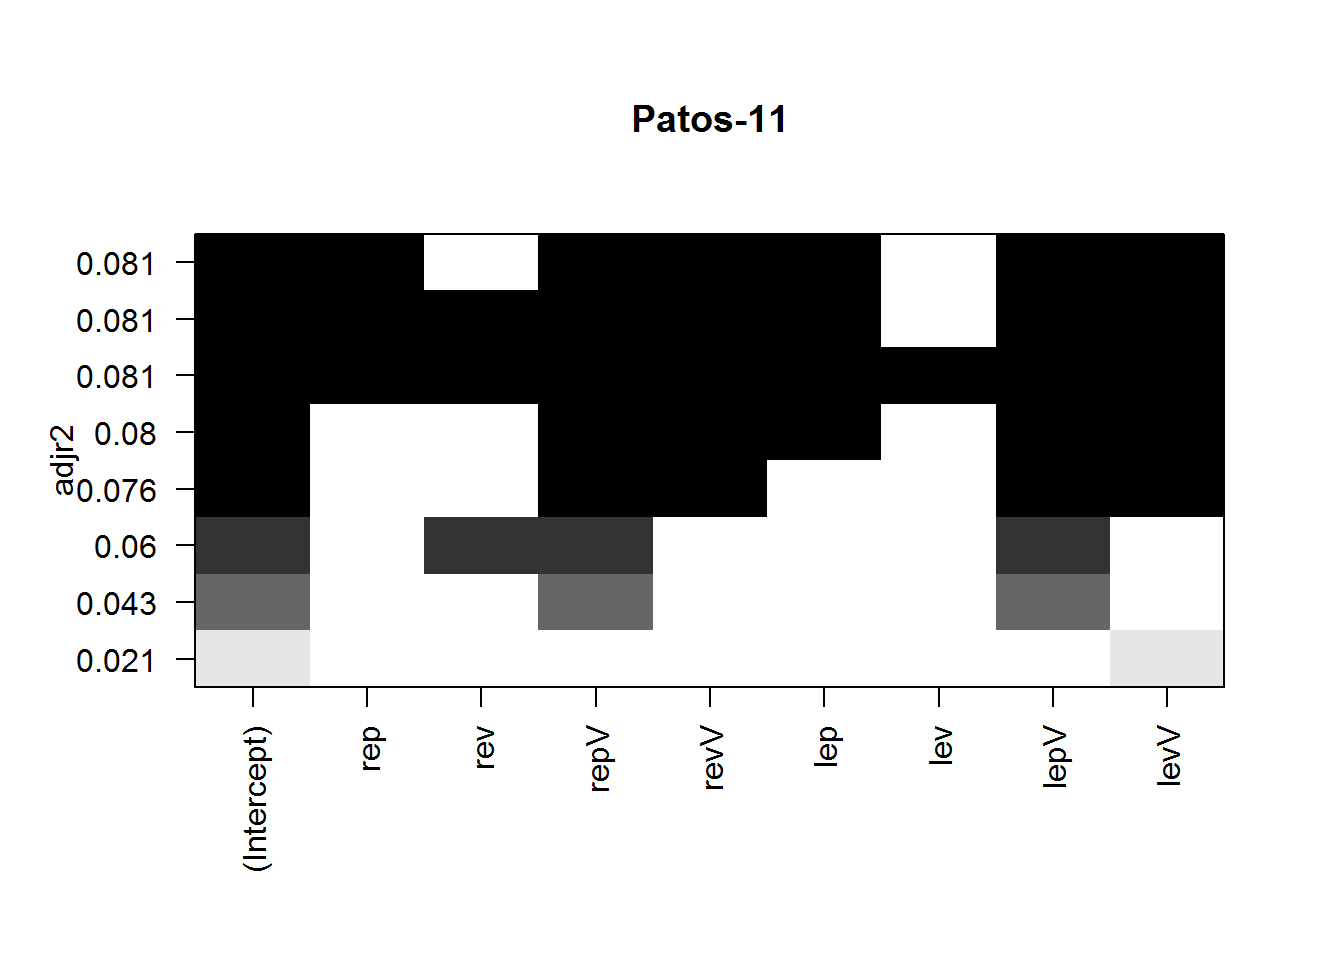 Patos-11
adjr2
0.081
0.081
0.081
0.08
0.076
0.06
0.043
0.021
(Intercept)
rep
rev
repV
revV
lep
lev
lepV
levV